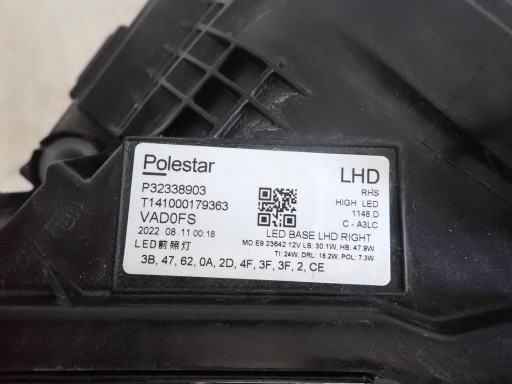 Polestar
LHD
P32338903
RHS
T141000179363
HIGH LED
VAD0FS
1148.D
2022 .08.11 00:18
C - A3LC
LED前照灯
LED BASE LHD RIGHT
MD E9 23642 12V LB: 30.1W, HB: 47.9W
TI: 24W, DRL: 18.2W, POL: 7.3W
3B, 47, 62, 0A, 2D, 4F, 3F, 3F, 2, CE